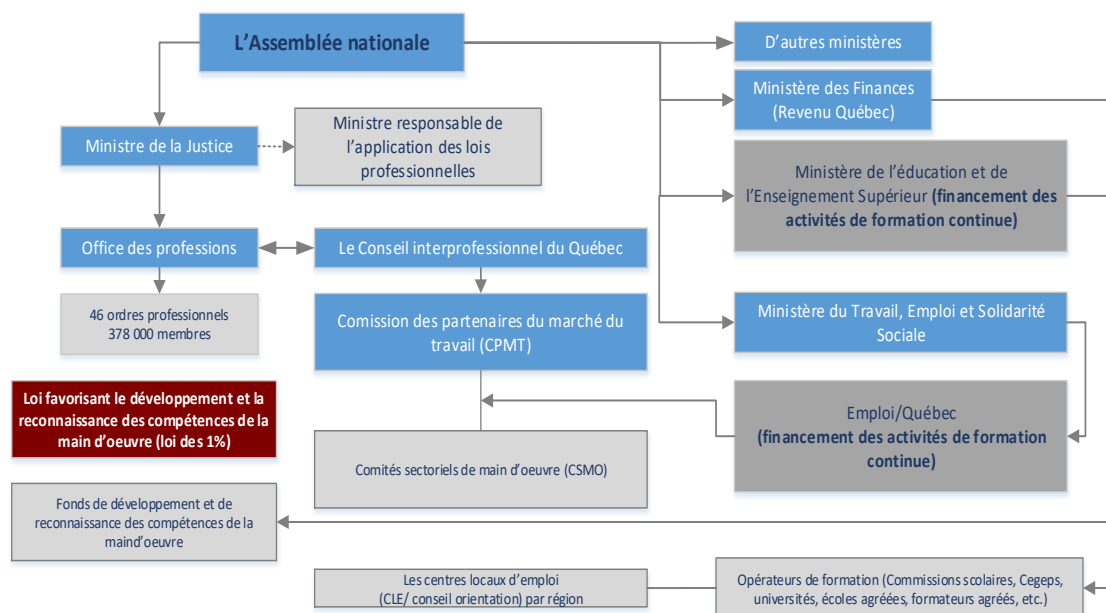 L'Assemblée nationale
D'autres ministères
Ministère des Finances
(Revenu Québec)
Ministre de la Justice
Ministre responsable de
l'application des lois
professionnelles
Ministère de l'éducation et de
l'Enseignement Supérieur (financement des
activités de formation continue)
Office des professions
Le Conseil interprofessionnel du Québec
46 ordres professionnels
378 000 membres
Comission des partenaires du marché du
travail (CPMT)
Ministère du Travail, Emploi et Solidarité
Sociale
Loi favorisant le développement et la
reconnaissance des compétences de la
main d'oeuvre (loi des 1%)
Emploi/Québec
(financement des activités de formation
continue)
Comités sectoriels de main d'oeuvre (CSMO)
Fonds de développement et de
reconnaissance des compétences de la
maind'oeuvre
Les centres locaux d'emploi
(CLE/ conseil orientation) par région
Opérateurs de formation (Commissions scolaires, Cegeps,
universités, écoles agréées, formateurs agréés, etc.)